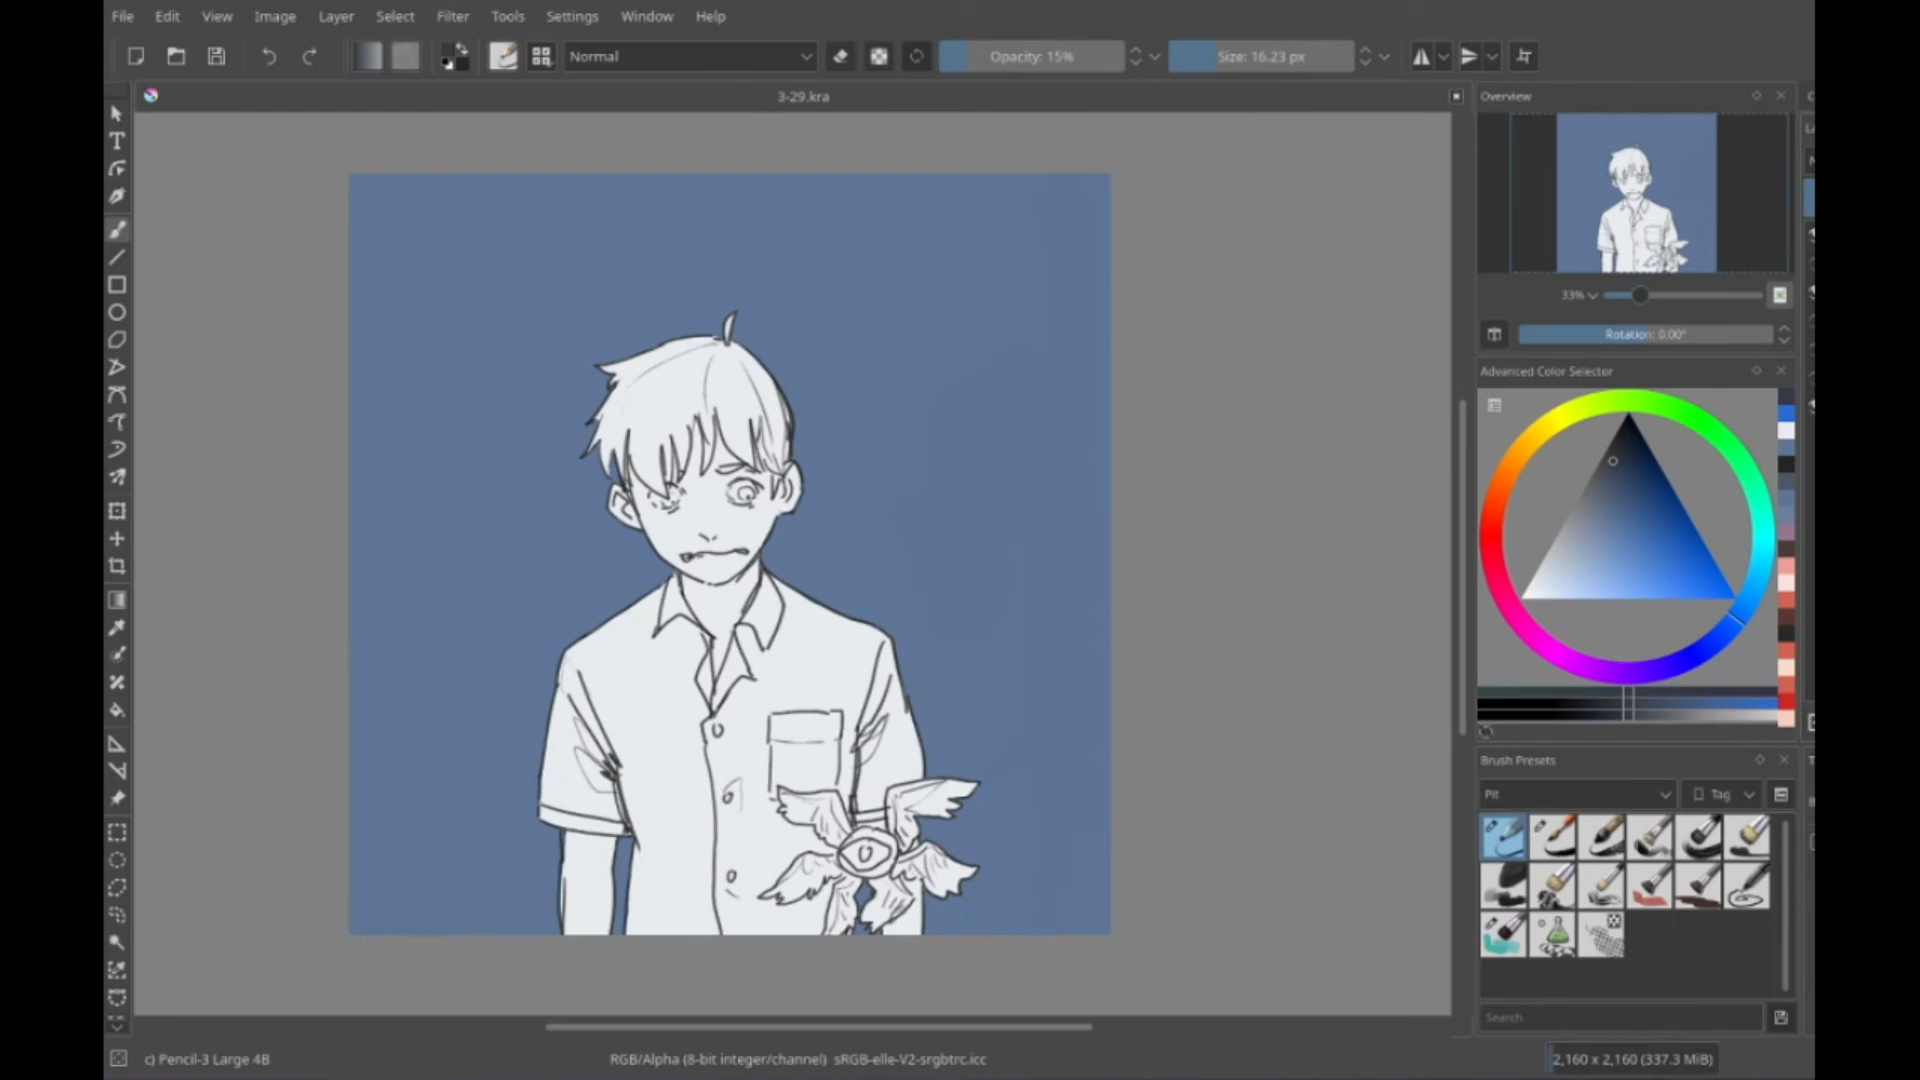 File Edit View Image Layer Select Filter Tools Settings Window Help
Normal Opacity: 15% Size: 16.23 px
3-29.kra
Overview
33%
Rotation: 0.00°
Advanced Color Selector
Brush Presets
Pit Tag
Search
c) Pencil-3 Large 4B RGB/Alpha (8-bit integer/channel) sRGB-elle-V2-srgbtrc.icc 2,160 x 2,160 (337.3 MiB)